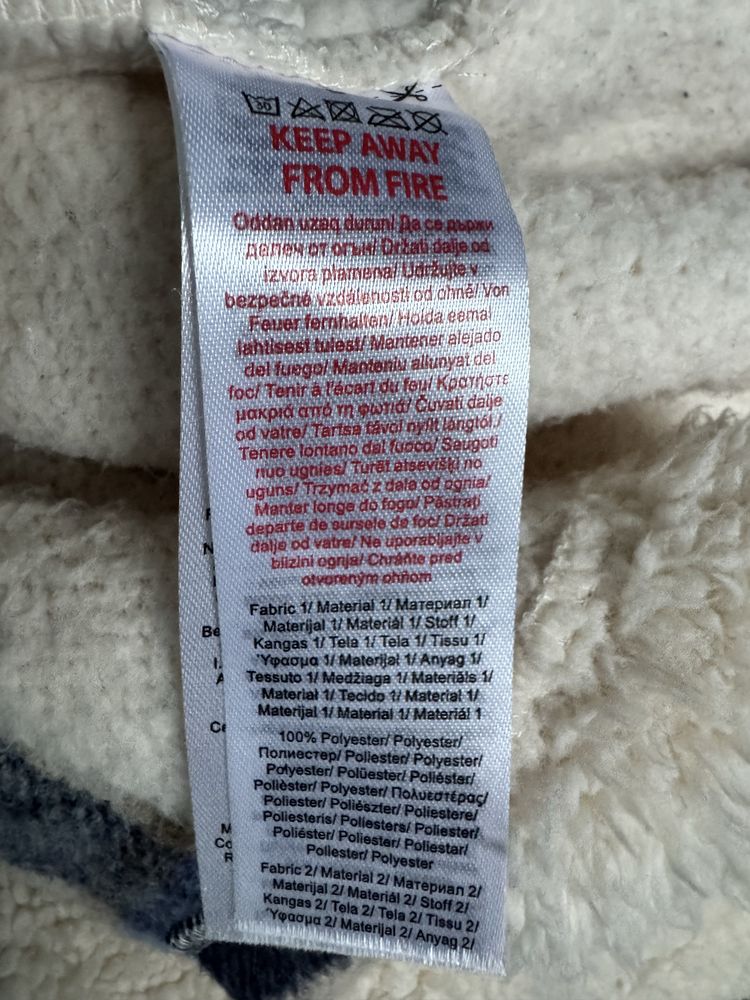 30
KEEP AWAY
FROM FIRE
Oddan uzaq durun/ Да се държи
далеч от огън/ Držati dalje od
izvora plamena/ Udržujte v
bezpečné vzdálenosti od ohně/ Von
Feuer fernhalten/ Hoida eemal
lahtisest tulest/ Mantener alejado
del fuego/ Manteniu allunyat del
foc/ Tenir à l'écart du feu/ Κρατήστε
μακριά από τη φωτιά/ Čuvati dalje
od vatre/ Tartsa távol nyílt lángtól./
Tenere lontano dal fuoco/ Saugoti
nuo ugnies/ Turēt atsevišķi no
uguns/ Trzymać z dala od ognia/
Manter longe do fogo/ Păstrați
departe de sursele de foc/ Držati
dalje od vatre/ Ne uporabljajte v
bližini ognja/ Chráňte pred
otvoreným ohňom
Fabric 1/ Material 1/ Материал 1/
Materijal 1/ Materiál 1/ Stoff 1/
Kangas 1/ Tela 1/ Tela 1/ Tissu 1/
Ύφασμα 1/ Materijal 1/ Anyag 1/
Tessuto 1/ Medžiaga 1/ Materiāls 1/
Materiał 1/ Tecido 1/ Material 1/
Materijal 1/ Material 1/ Materiál 1
100% Polyester/ Polyester/
Полиестер/ Poliester/ Polyester/
Polyester/ Polüester/ Poliéster/
Polièster/ Polyester/ Πολυεστέρας/
Poliester/ Poliészter/ Poliestere/
Poliesteris/ Poliesters/ Poliester/
Poliéster/ Poliester/ Poliestar/
Poliester/ Polyester
Fabric 2/ Material 2/ Материал 2/
Materijal 2/ Materiál 2/ Stoff 2/
Kangas 2/ Tela 2/ Tela 2/ Tissu 2/
Ύφασμα 2/ Materijal 2/ Anyag 2/